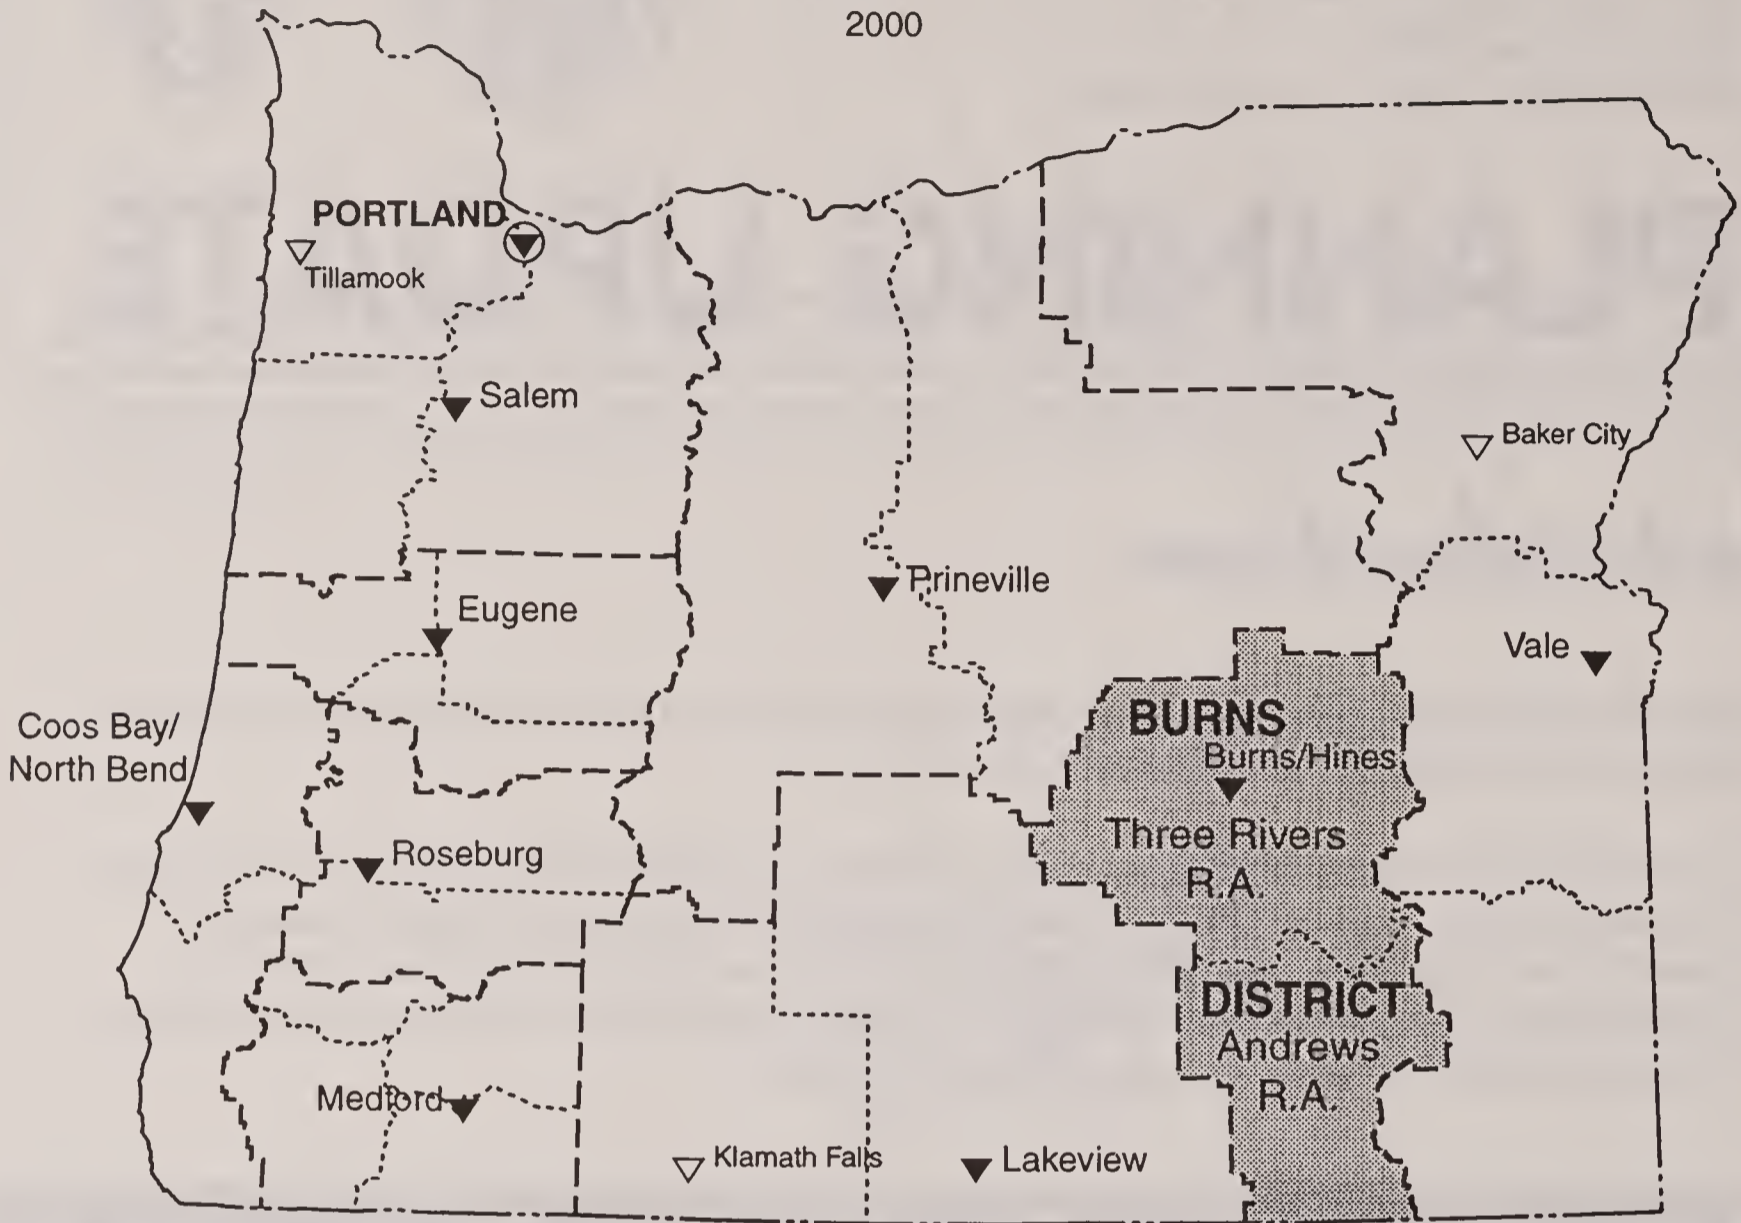 2000
PORTLAND
Tillamook
Salem
Baker City
Prineville
Eugene
Vale
Coos Bay/
North Bend
BURNS
Burns/Hines
Three Rivers
R.A.
Roseburg
DISTRICT
Andrews
R.A.
Medford
Klamath Falls
Lakeview